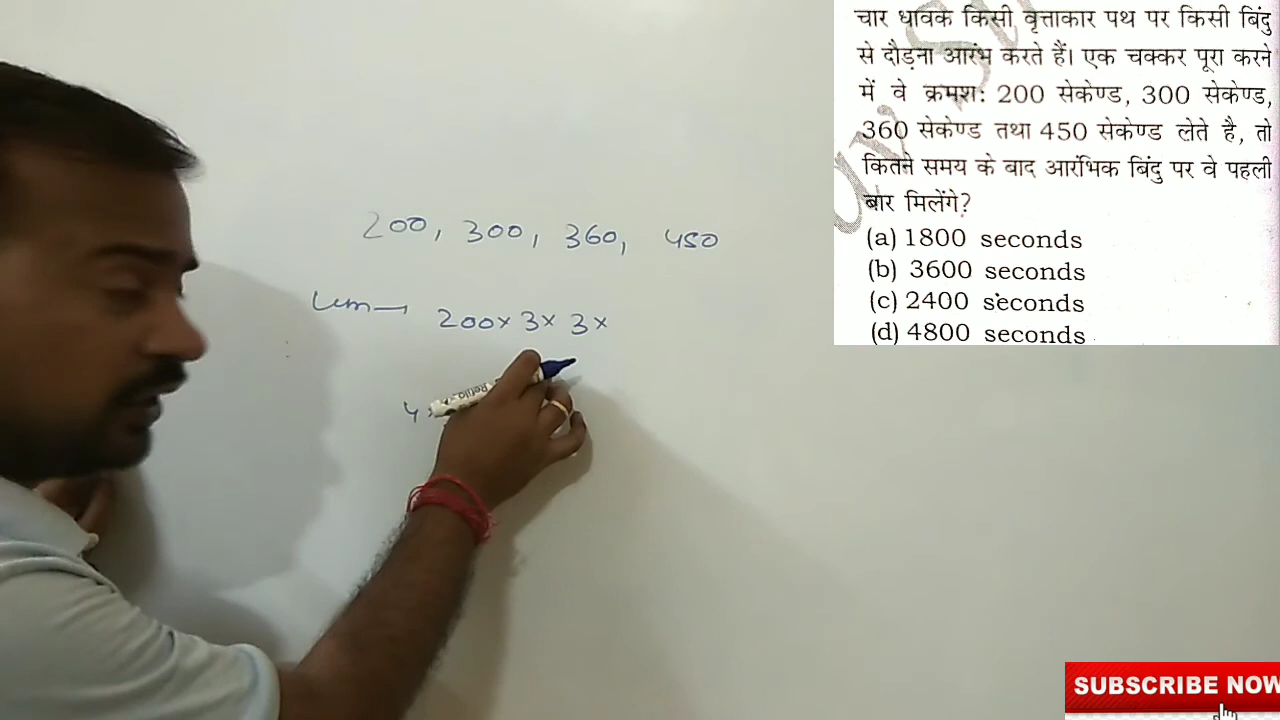 चार धावक किसी वृत्ताकार पथ पर किसी बिंदु
से दौड़ना आरंभ करते हैं। एक चक्कर पूरा करने
में वे क्रमशः 200 सेकेण्ड, 300 सेकेण्ड,
360 सेकेण्ड तथा 450 सेकेण्ड लेते है, तो
कितने समय के बाद आरंभिक बिंदु पर वे पहली
बार मिलेंगे?
(a) 1800 seconds
(b) 3600 seconds
(c) 2400 seconds
(d) 4800 seconds
200, 300, 360, 450
Lcm → 200 × 3 × 3 ×
4
SUBSCRIBE NOW